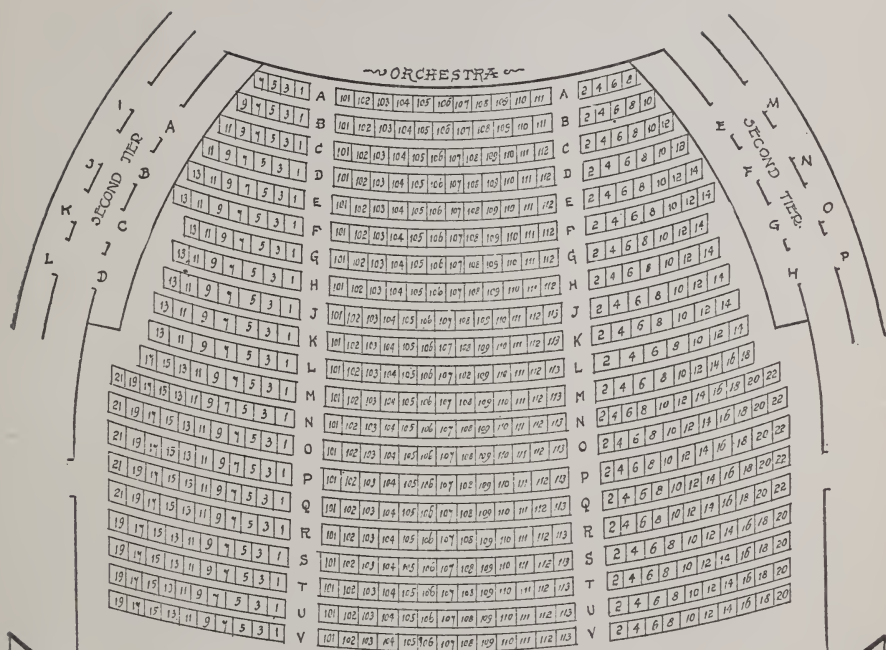 ORCHESTRA
7 5 3 1 A 101 102 103 104 105 106 107 108 109 110 111 A 2 4 6 8
9 7 5 3 1 B 101 102 103 104 105 106 107 108 109 110 111 B 2 4 6 8 10
11 9 7 5 3 1 C 101 102 103 104 105 106 107 108 109 110 111 112 C 2 4 6 8 10 12
11 9 7 5 3 1 D 101 102 103 104 105 106 107 108 109 110 111 112 D 2 4 6 8 10 12
13 11 9 7 5 3 1 E 101 102 103 104 105 106 107 108 109 110 111 112 E 2 4 6 8 10 12 14
13 11 9 7 5 3 1 F 101 102 103 104 105 106 107 108 109 110 111 112 F 2 4 6 8 10 12 14
13 11 9 7 5 3 1 G 101 102 103 104 105 106 107 108 109 110 111 112 G 2 4 6 8 10 12 14
13 11 9 7 5 3 1 H 101 102 103 104 105 106 107 108 109 110 111 112 H 2 4 6 8 10 12 14
13 11 9 7 5 3 1 J 101 102 103 104 105 106 107 108 109 110 111 112 113 J 2 4 6 8 10 12 14
13 11 9 7 5 3 1 K 101 102 103 104 105 106 107 108 109 110 111 112 113 K 2 4 6 8 10 12 14
13 11 9 7 5 3 1 L 101 102 103 104 105 106 107 108 109 110 111 112 113 L 2 4 6 8 10 12 14
17 15 13 11 9 7 5 3 1 M 101 102 103 104 105 106 107 108 109 110 111 112 113 M 2 4 6 8 10 12 14 16 18
21 19 17 15 13 11 9 7 5 3 1 N 101 102 103 104 105 106 107 108 109 110 111 112 113 N 2 4 6 8 10 12 14 16 18 20 22
21 19 17 15 13 11 9 7 5 3 1 O 101 102 103 104 105 106 107 108 109 110 111 112 113 O 2 4 6 8 10 12 14 16 18 20 22
21 19 17 15 13 11 9 7 5 3 1 P 101 102 103 104 105 106 107 108 109 110 111 112 113 P 2 4 6 8 10 12 14 16 18 20 22
21 19 17 15 13 11 9 7 5 3 1 Q 101 102 103 104 105 106 107 108 109 110 111 112 113 Q 2 4 6 8 10 12 14 16 18 20 22
21 19 17 15 13 11 9 7 5 3 1 R 101 102 103 104 105 106 107 108 109 110 111 112 113 R 2 4 6 8 10 12 14 16 18 20 22
19 17 15 13 11 9 7 5 3 1 S 101 102 103 104 105 106 107 108 109 110 111 112 113 S 2 4 6 8 10 12 14 16 18 20
19 17 15 13 11 9 7 5 3 1 T 101 102 103 104 105 106 107 108 109 110 111 112 113 T 2 4 6 8 10 12 14 16 18 20
19 17 15 13 11 9 7 5 3 1 U 101 102 103 104 105 106 107 108 109 110 111 112 113 U 2 4 6 8 10 12 14 16 18 20
19 17 15 13 11 9 7 5 3 1 V 101 102 103 104 105 106 107 108 109 110 111 112 113 V 2 4 6 8 10 12 14 16 18 20
I J K L
SECOND TIER
A B C D
E F G H
SECOND TIER
M N O P